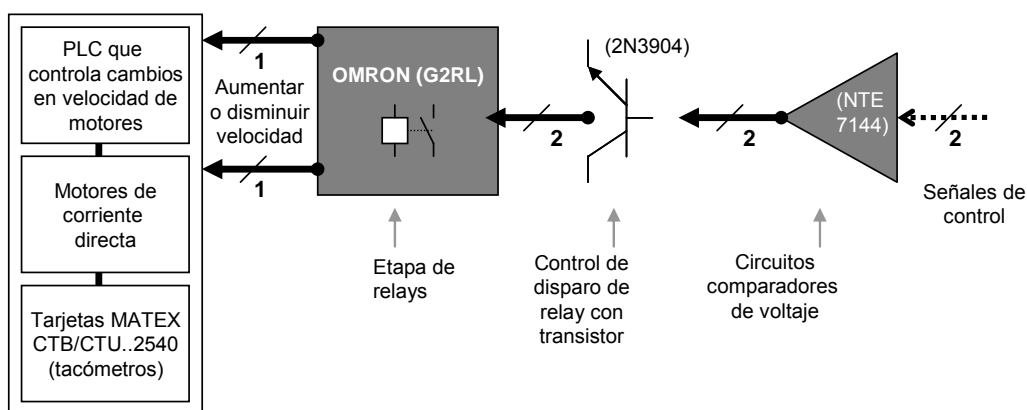 PLC que
controla cambios
en velocidad de
motores
Motores de
corriente
directa
Tarjetas MATEX
CTB/CTU..2540
(tacómetros)
1
Aumentar
o disminuir
velocidad
1
OMRON (G2RL)
Etapa de
relays
2
(2N3904)
Control de
disparo de
relay con
transistor
2
(NTE
7144)
Circuitos
comparadores
de voltaje
2
Señales de
control